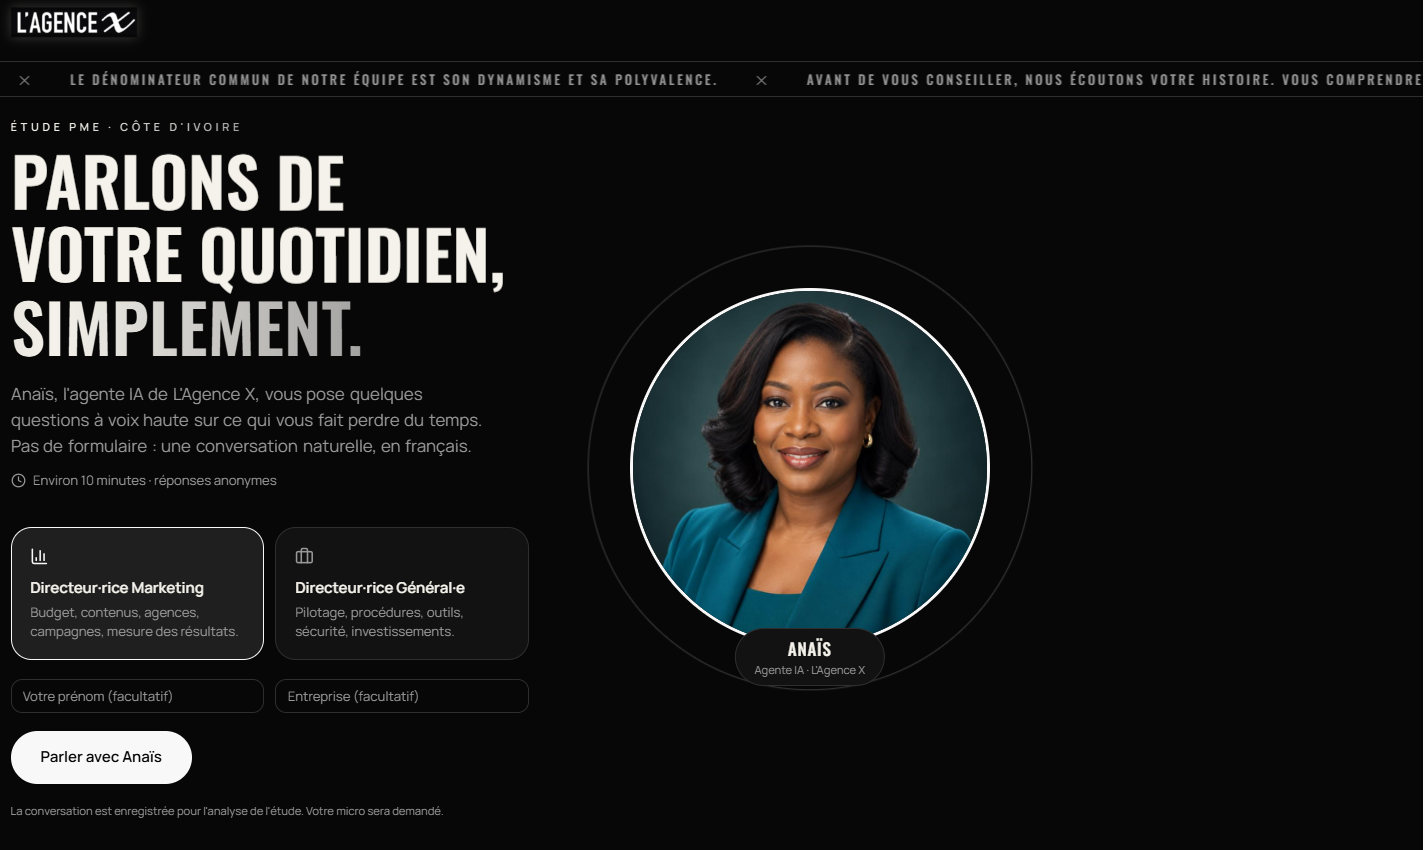 L'AGENCE X
LE DÉNOMINATEUR COMMUN DE NOTRE ÉQUIPE EST SON DYNAMISME ET SA POLYVALENCE.
AVANT DE VOUS CONSEILLER, NOUS ÉCOUTONS VOTRE HISTOIRE. VOUS COMPRENDRE
ÉTUDE PME · CÔTE D'IVOIRE
PARLONS DE
VOTRE QUOTIDIEN,
SIMPLEMENT.
Anaïs, l'agente IA de L'Agence X, vous pose quelques
questions à voix haute sur ce qui vous fait perdre du temps.
Pas de formulaire : une conversation naturelle, en français.
Environ 10 minutes · réponses anonymes
Directeur·rice Marketing
Budget, contenus, agences,
campagnes, mesure des résultats.
Directeur·rice Général·e
Pilotage, procédures, outils,
sécurité, investissements.
Votre prénom (facultatif)
Entreprise (facultatif)
Parler avec Anaïs
La conversation est enregistrée pour l'analyse de l'étude. Votre micro sera demandé.
ANAÏS
Agente IA · L'Agence X